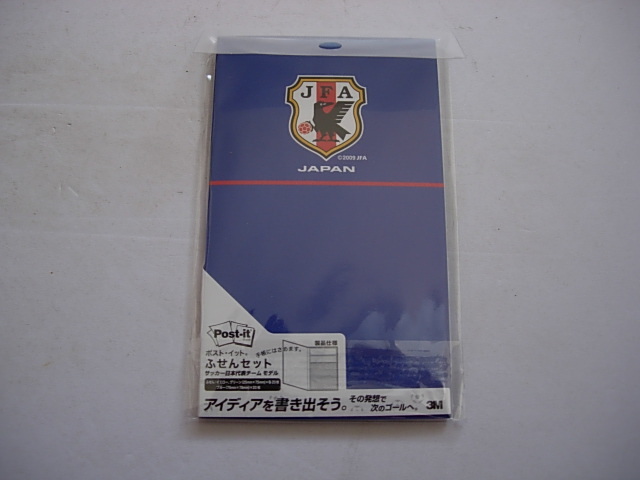 JFA
©2009 JFA
JAPAN
Post-it
製品仕様
ポスト・イット®
手帳にはさめます。
ふせんセット
サッカー日本代表チーム モデル
アイディアを書き出そう。
その発想で
次のゴールへ。
3M